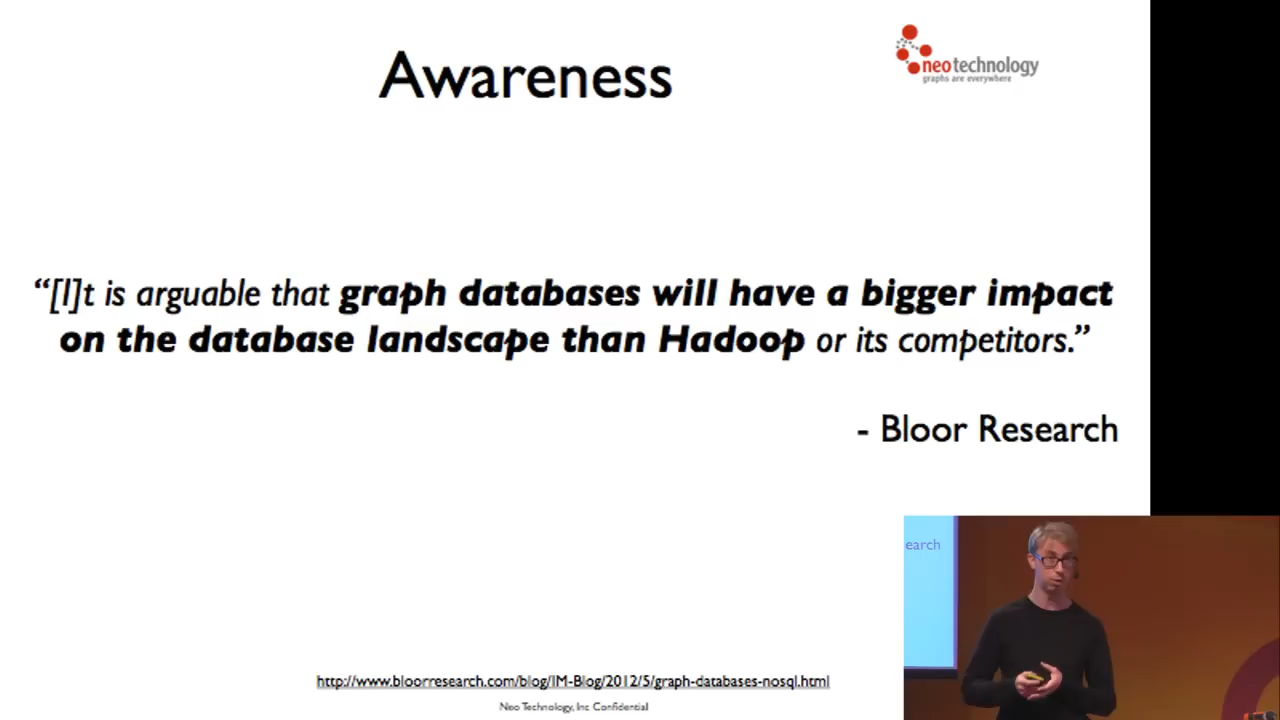 Awareness
neotechnology
graphs are everywhere
“[I]t is arguable that graph databases will have a bigger impact
on the database landscape than Hadoop or its competitors.”
- Bloor Research
earch
http://www.bloorresearch.com/blog/IM-Blog/2012/5/graph-databases-nosql.html
Neo Technology, Inc Confidential